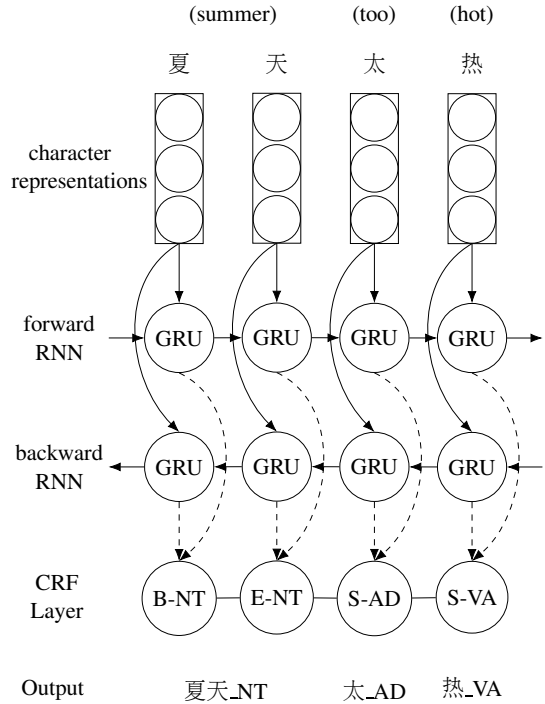 (summer) (too) (hot)
夏 天 太 热
character
representations
forward
RNN
GRU GRU GRU GRU
backward
RNN
GRU GRU GRU GRU
CRF
Layer
B-NT E-NT S-AD S-VA
Output 夏天_NT 太_AD 热_VA